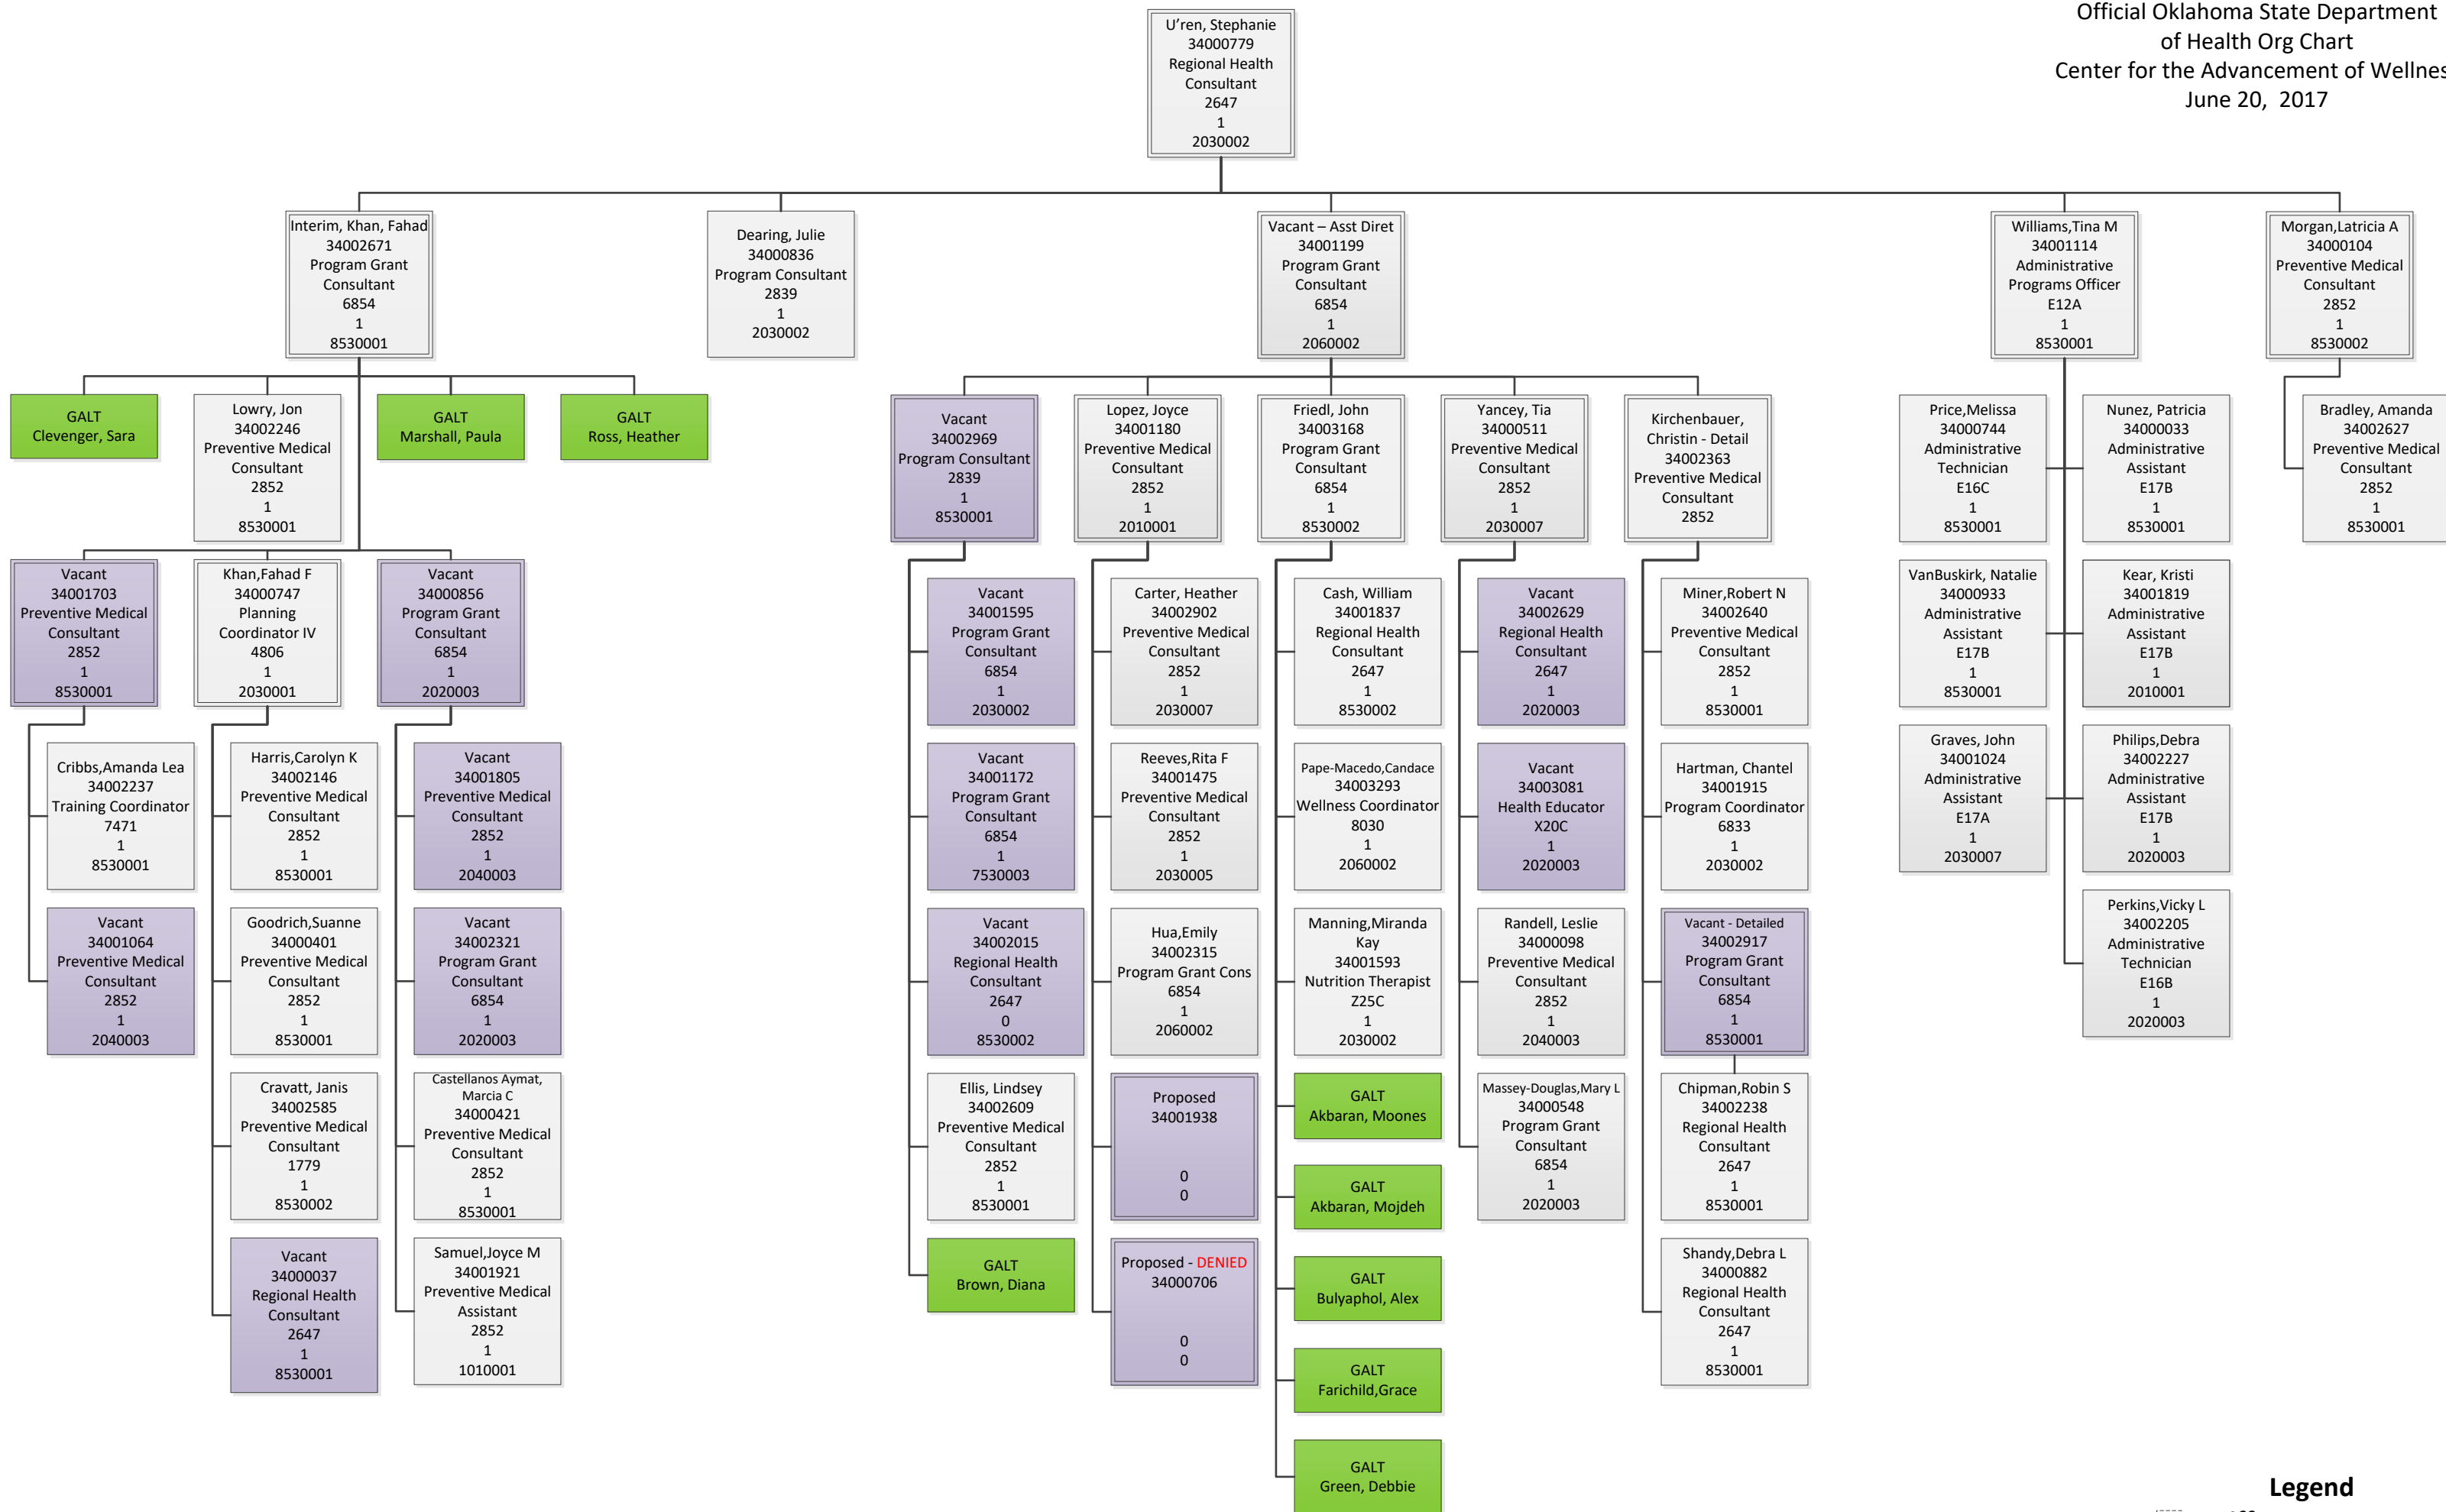 Official Oklahoma State Department
of Health Org Chart
Center for the Advancement of
June 20, 2017
U'ren, Stephanie
34000779
Regional Health
Consultant
2647
1
2030002
Interim, Khan, Fahad
34002671
Program Grant
Consultant
6854
1
8530001
Dearing, Julie
34000836
Program Consultant
2839
1
2030002
Vacant – Asst Diret
34001199
Program Grant
Consultant
6854
1
2060002
Williams,Tina M
34001114
Administrative
Programs Officer
E12A
1
8530001
Morgan,Latricia A
34000104
Preventive Medical
Consultant
2852
1
8530002
GALT
Clevenger, Sara
Lowry, Jon
34002246
Preventive Medical
Consultant
2852
1
8530001
GALT
Marshall, Paula
GALT
Ross, Heather
Vacant
34002969
Program Consultant
2839
1
8530001
Lopez, Joyce
34001180
Preventive Medical
Consultant
2852
1
2010001
Friedl, John
34003168
Program Grant
Consultant
6854
1
8530002
Yancey, Tia
34000511
Preventive Medical
Consultant
2852
1
2030007
Kirchenbauer,
Christin - Detail
34002363
Preventive Medical
Consultant
2852
Price,Melissa
34000744
Administrative
Technician
E16C
1
8530001
Nunez, Patricia
34000033
Administrative
Assistant
E17B
1
8530001
Bradley, Amanda
34002627
Preventive Medical
Consultant
2852
1
8530001
Vacant
34001703
Preventive Medical
Consultant
2852
1
8530001
Khan,Fahad F
34000747
Planning
Coordinator IV
4806
1
2030001
Vacant
34000856
Program Grant
Consultant
6854
1
2020003
Vacant
34001595
Program Grant
Consultant
6854
1
2030002
Carter, Heather
34002902
Preventive Medical
Consultant
2852
1
2030007
Cash, William
34001837
Regional Health
Consultant
2647
1
8530002
Vacant
34002629
Regional Health
Consultant
2647
1
2020003
Miner,Robert N
34002640
Preventive Medical
Consultant
2852
1
8530001
VanBuskirk, Natalie
34000933
Administrative
Assistant
E17B
1
8530001
Kear, Kristi
34001819
Administrative
Assistant
E17B
1
2010001
Cribbs,Amanda Lea
34002237
Training Coordinator
7471
1
8530001
Harris,Carolyn K
34002146
Preventive Medical
Consultant
2852
1
8530001
Vacant
34001805
Preventive Medical
Consultant
2852
1
2040003
Vacant
34001172
Program Grant
Consultant
6854
1
7530003
Reeves,Rita F
34001475
Preventive Medical
Consultant
2852
1
2030005
Pape-Macedo,Candace
34003293
Wellness Coordinator
8030
1
2060002
Vacant
34003081
Health Educator
X20C
1
2020003
Hartman, Chantel
34001915
Program Coordinator
6833
1
2030002
Graves, John
34001024
Administrative
Assistant
E17A
1
2030007
Philips,Debra
34002227
Administrative
Assistant
E17B
1
2020003
Vacant
34001064
Preventive Medical
Consultant
2852
1
2040003
Goodrich,Suanne
34000401
Preventive Medical
Consultant
2852
1
8530001
Vacant
34002321
Program Grant
Consultant
6854
1
2020003
Vacant
34002015
Regional Health
Consultant
2647
0
8530002
Hua,Emily
34002315
Program Grant Cons
6854
1
2060002
Manning,Miranda
Kay
34001593
Nutrition Therapist
Z25C
1
2030002
Randell, Leslie
34000098
Preventive Medical
Consultant
2852
1
2040003
Vacant - Detailed
34002917
Program Grant
Consultant
6854
1
8530001
Perkins,Vicky L
34002205
Administrative
Technician
E16B
1
2020003
Cravatt, Janis
34002585
Preventive Medical
Consultant
1779
1
8530002
Castellanos Aymat,
Marcia C
34000421
Preventive Medical
Consultant
2852
1
8530001
Ellis, Lindsey
34002609
Preventive Medical
Consultant
2852
1
8530001
Proposed
34001938
0
0
GALT
Akbaran, Moones
GALT
Akbaran, Mojdeh
Massey-Douglas,Mary L
34000548
Program Grant
Consultant
6854
1
2020003
Chipman,Robin S
34002238
Regional Health
Consultant
2647
1
8530001
Vacant
34000037
Regional Health
Consultant
2647
1
8530001
Samuel,Joyce M
34001921
Preventive Medical
Assistant
2852
1
1010001
GALT
Brown, Diana
Proposed - DENIED
34000706
0
0
GALT
Bulyaphol, Alex
GALT
Farichild,Grace
Shandy,Debra L
34000882
Regional Health
Consultant
2647
1
8530001
GALT
Green, Debbie
Legend